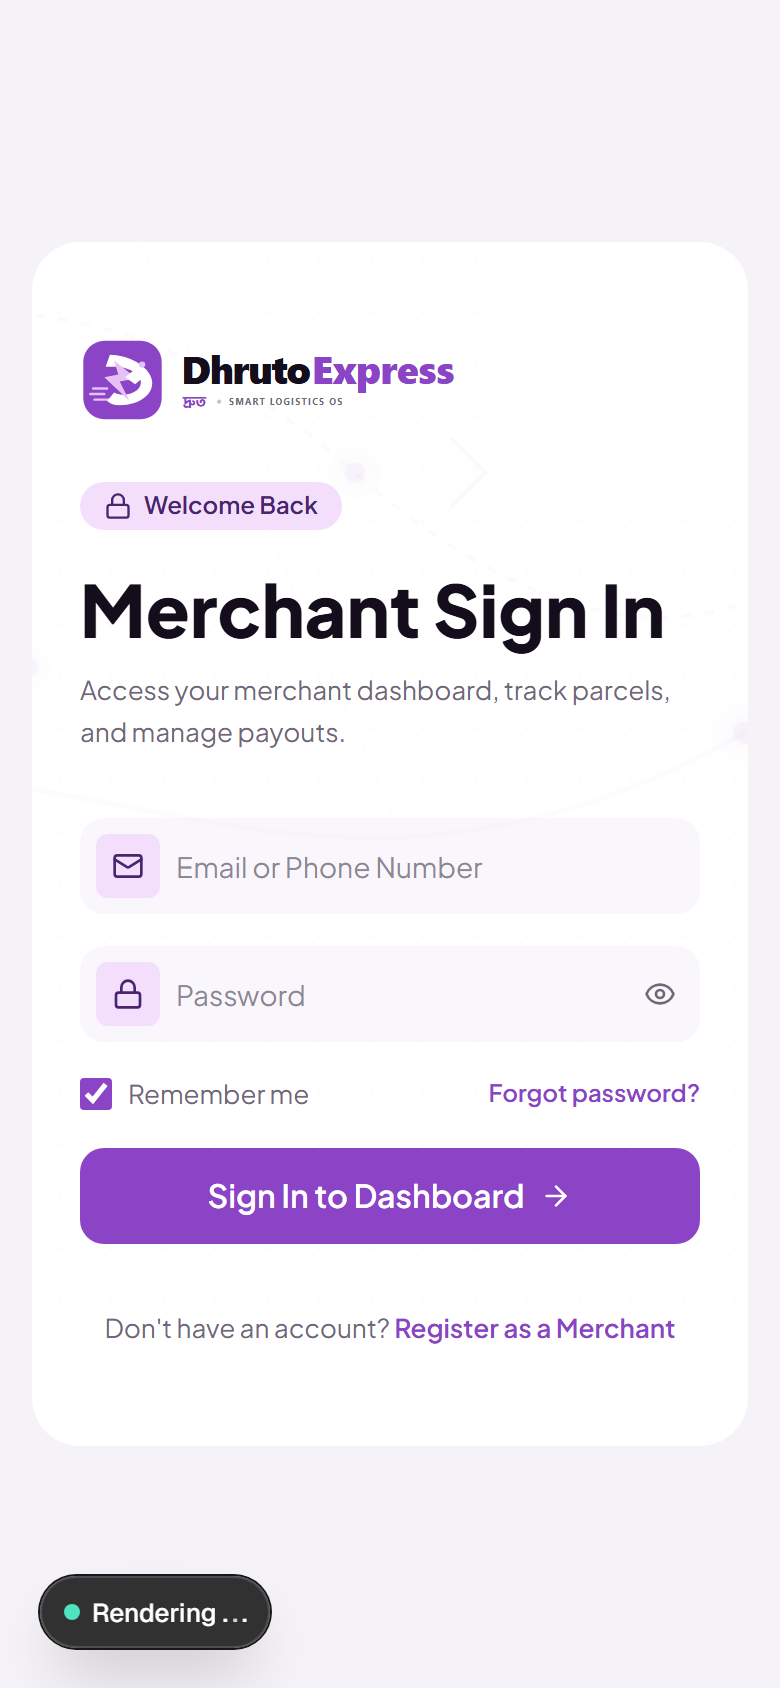 DhrutoExpress
দ্রুত • SMART LOGISTICS OS
Welcome Back
Merchant Sign In
Access your merchant dashboard, track parcels,
and manage payouts.
Email or Phone Number
Password
Remember me
Forgot password?
Sign In to Dashboard →
Don't have an account? Register as a Merchant
Rendering ...